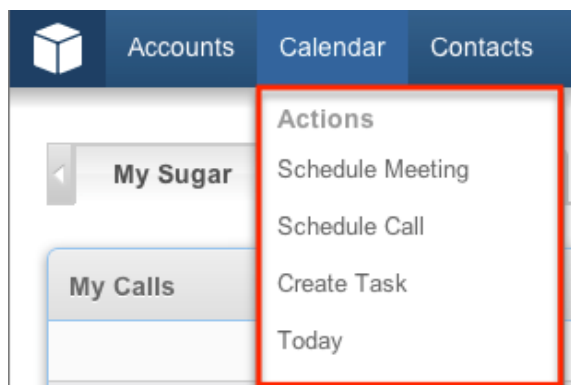 Accounts Calendar Contacts
Actions
My Sugar Schedule Meeting
Schedule Call
My Calls Create Task
Today